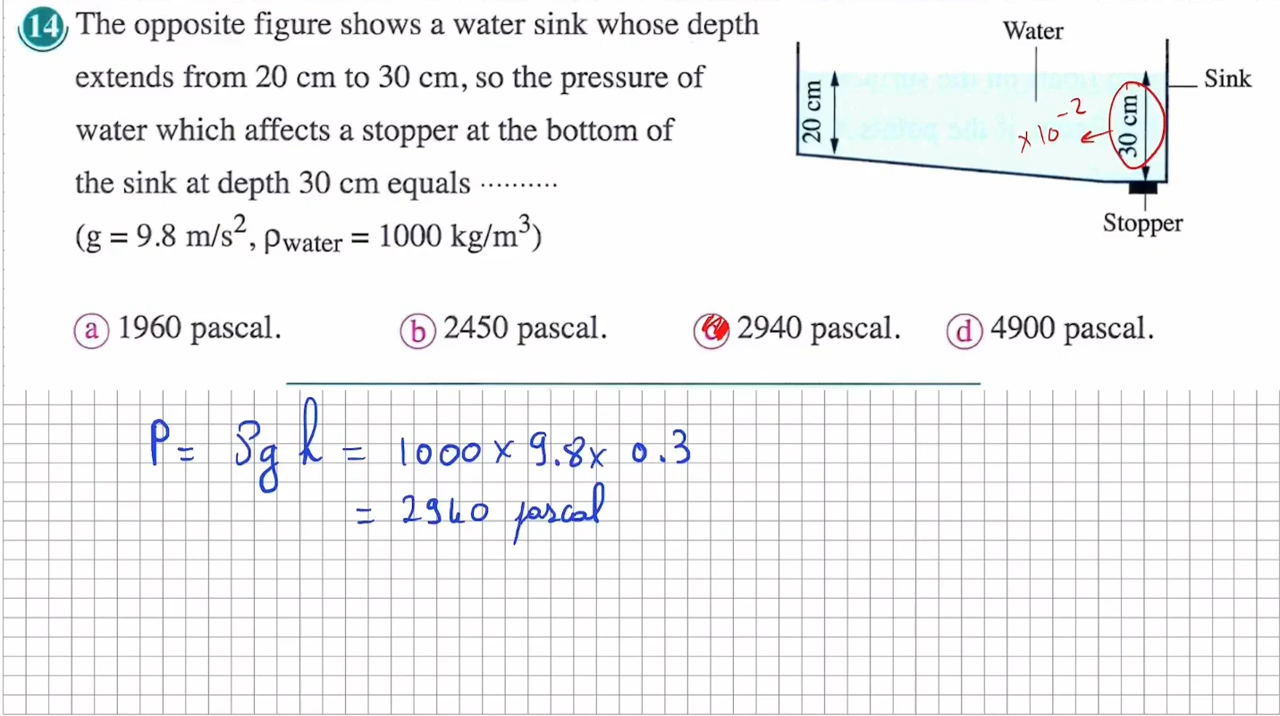 14 The opposite figure shows a water sink whose depth
extends from 20 cm to 30 cm, so the pressure of
water which affects a stopper at the bottom of
the sink at depth 30 cm equals ··········
(g = 9.8 m/s², ρwater = 1000 kg/m³)
Water
Sink
20 cm
×10⁻²
30 cm
Stopper
a 1960 pascal.
b 2450 pascal.
c 2940 pascal.
d 4900 pascal.
P = ρgh = 1000 × 9.8 × 0.3
= 2940 pascal